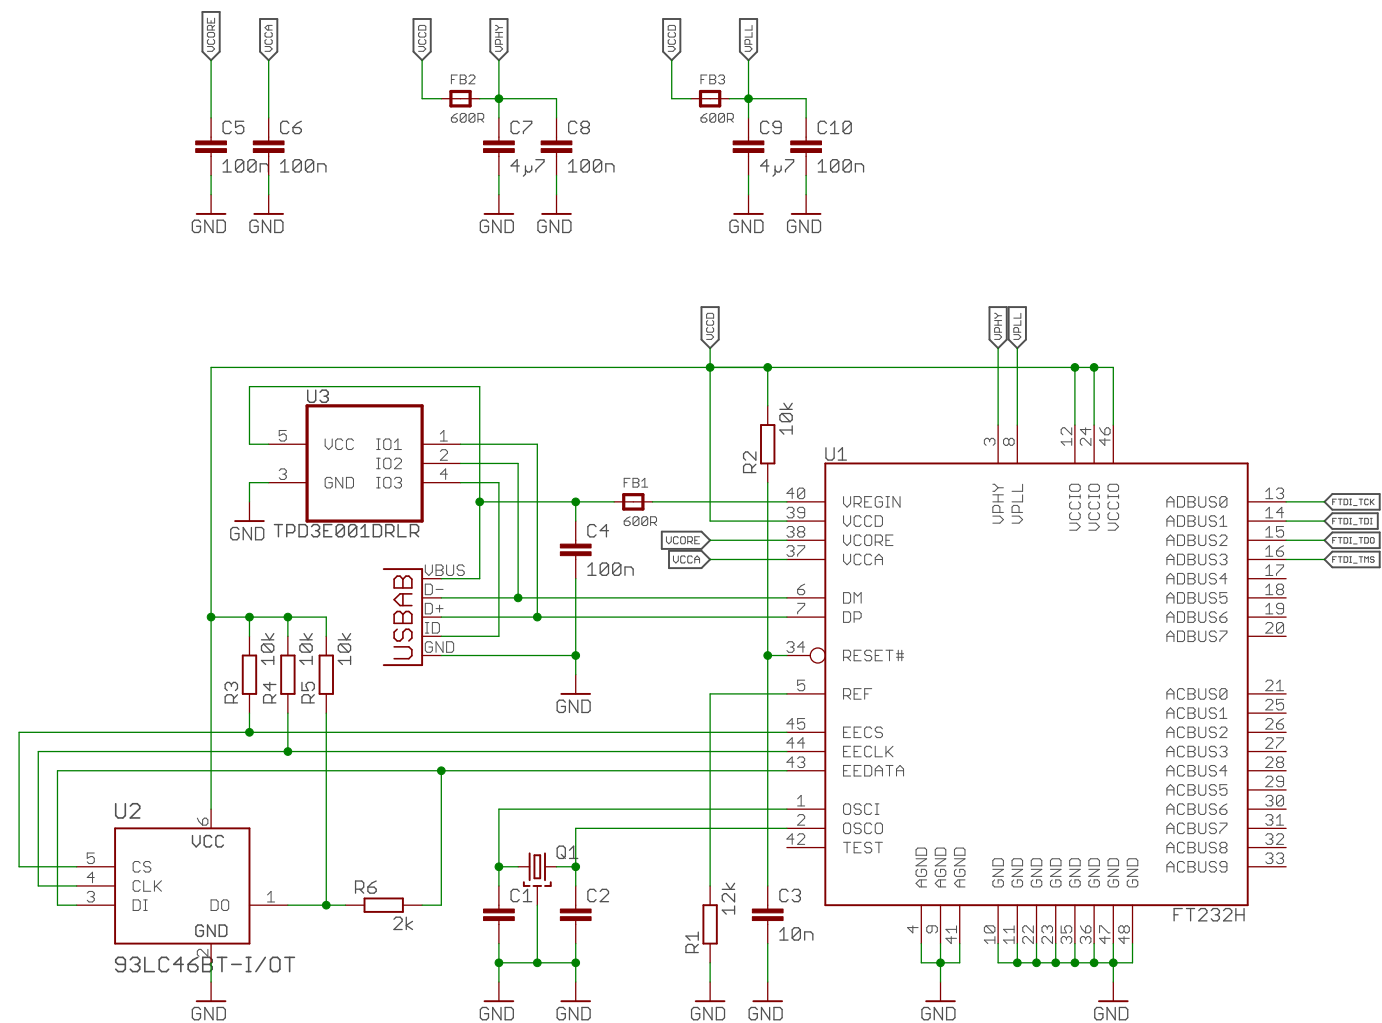 VCORE VCCA VCCD VPHY VCCD VPLL
FB2 FB3
600R 600R
C5 C6 C7 C8 C9 C10
100n 100n 4µ7 100n 4µ7 100n
GND GND GND GND GND GND
VCCD VPHY VPLL
U3
5 VCC IO1 1
IO2 2
3 GND IO3 4
GND TPD3E001DRLR
R2 10k
FB1
600R
C4
100n
VCORE
VCCA
USBAB
VBUS
D-
D+
ID
GND
GND
R3 10k R4 10k R5 10k
U1
3 8 12 24 46
VPHY VPLL VCCIO VCCIO VCCIO
40 VREGIN ADBUS0 13 FTDI_TCK
39 VCCD ADBUS1 14 FTDI_TDI
38 VCORE ADBUS2 15 FTDI_TDO
37 VCCA ADBUS3 16 FTDI_TMS
ADBUS4 17
6 DM ADBUS5 18
7 DP ADBUS6 19
ADBUS7 20
34 RESET#
5 REF ACBUS0 21
ACBUS1 25
45 EECS ACBUS2 26
44 EECLK ACBUS3 27
43 EEDATA ACBUS4 28
ACBUS5 29
1 OSCI ACBUS6 30
2 OSCO ACBUS7 31
42 TEST ACBUS8 32
ACBUS9 33
AGND AGND AGND GND GND GND GND GND GND GND GND
4 9 41 10 11 22 23 35 36 47 48
FT232H
GND GND
U2
6
VCC
5 CS
4 CLK
3 DI DO 1
GND
2
93LC46BT-I/OT
GND
R6
2k
Q1
C1 C2
GND GND
R1 12k
GND
C3
10n
GND